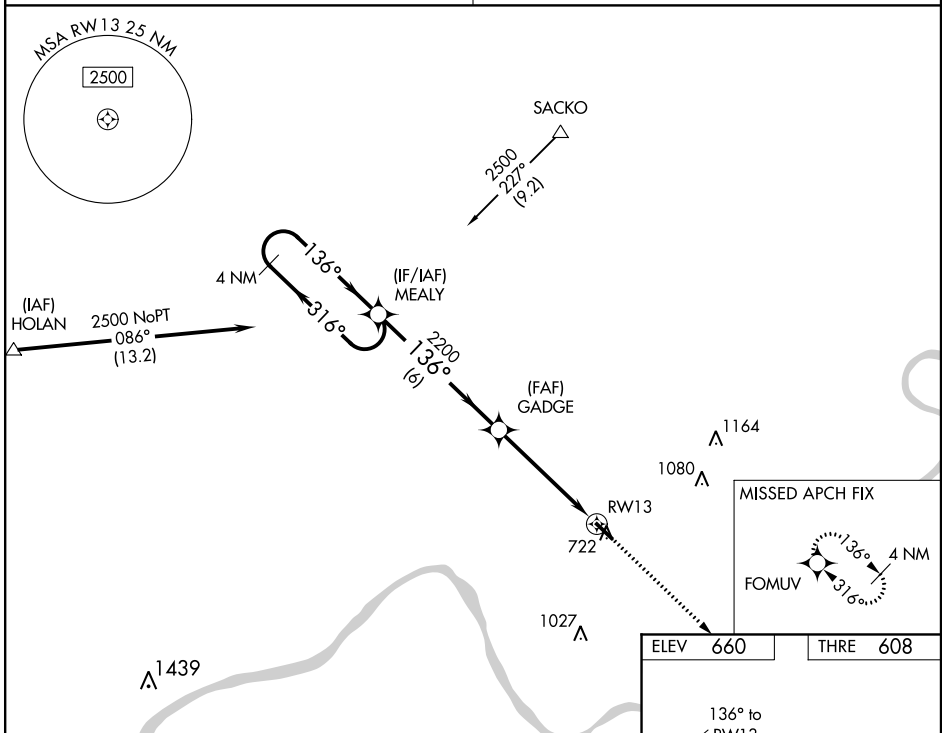 MSA RW13 25 NM
2500
SACKO
2500
227°
(9.2)
136°
4 NM
316°
(IF/IAF)
MEALY
(IAF)
HOLAN
2500 NoPT
086°
(13.2)
2200
136°
(6)
(FAF)
GADGE
1164
1080
RW13
722
MISSED APCH FIX
136°
4 NM
FOMUV
316°
1027
1439
ELEV 660
THRE 608
136° to
RW13